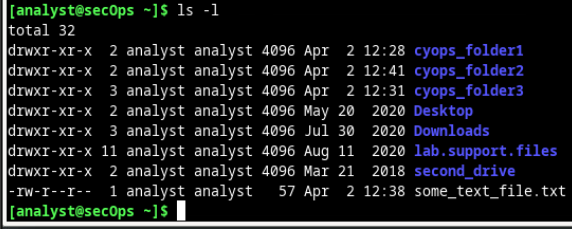 [analyst@secOps ~]$ ls -l
total 32
drwxr-xr-x  2 analyst analyst 4096 Apr  2 12:28 cyops_folder1
drwxr-xr-x  2 analyst analyst 4096 Apr  2 12:41 cyops_folder2
drwxr-xr-x  3 analyst analyst 4096 Apr  2 12:31 cyops_folder3
drwxr-xr-x  2 analyst analyst 4096 May 20  2020 Desktop
drwxr-xr-x  3 analyst analyst 4096 Jul 30  2020 Downloads
drwxr-xr-x 11 analyst analyst 4096 Aug 11  2020 lab.support.files
drwxr-xr-x  2 analyst analyst 4096 Mar 21  2018 second_drive
-rw-r--r--  1 analyst analyst   57 Apr  2 12:38 some_text_file.txt
[analyst@secOps ~]$